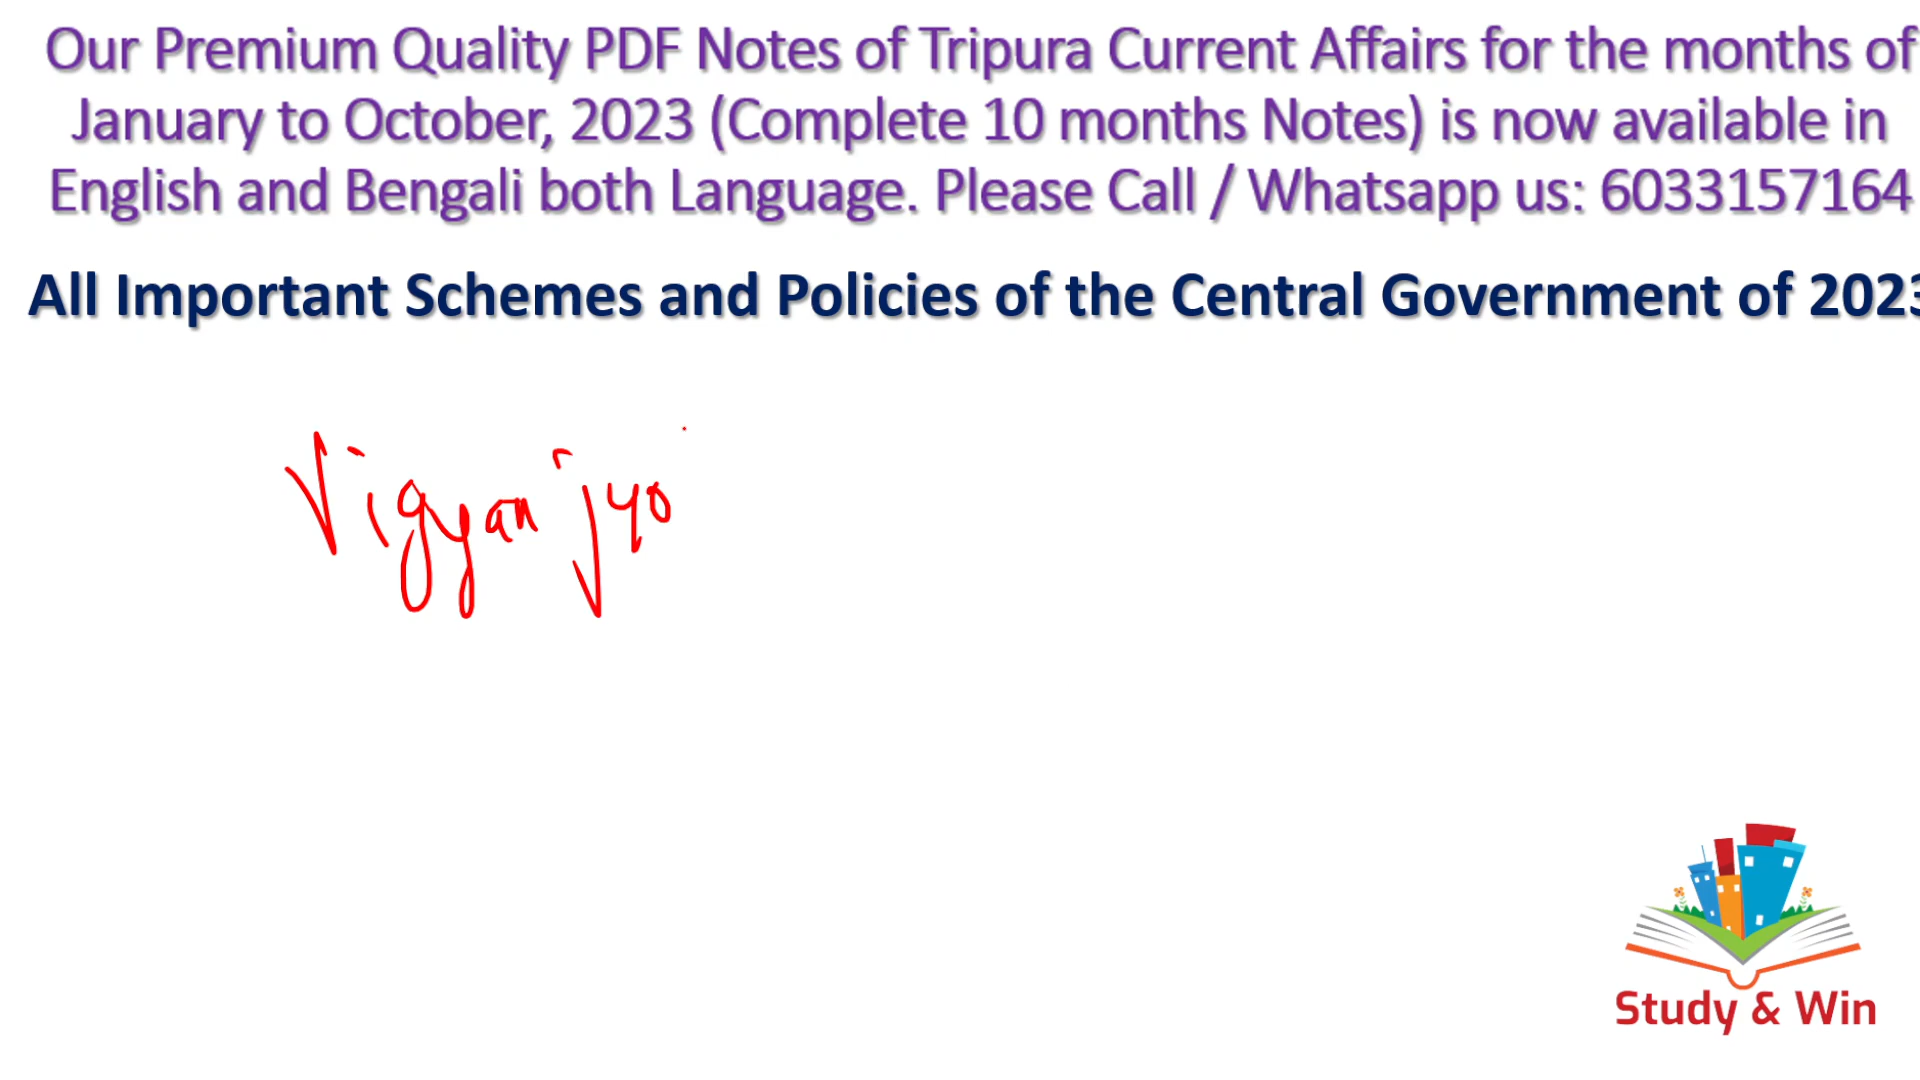 Our Premium Quality PDF Notes of Tripura Current Affairs for the months of
January to October, 2023 (Complete 10 months Notes) is now available in
English and Bengali both Language. Please Call / Whatsapp us: 6033157164
All Important Schemes and Policies of the Central Government of 2023
Vigyan jyo
Study & Win